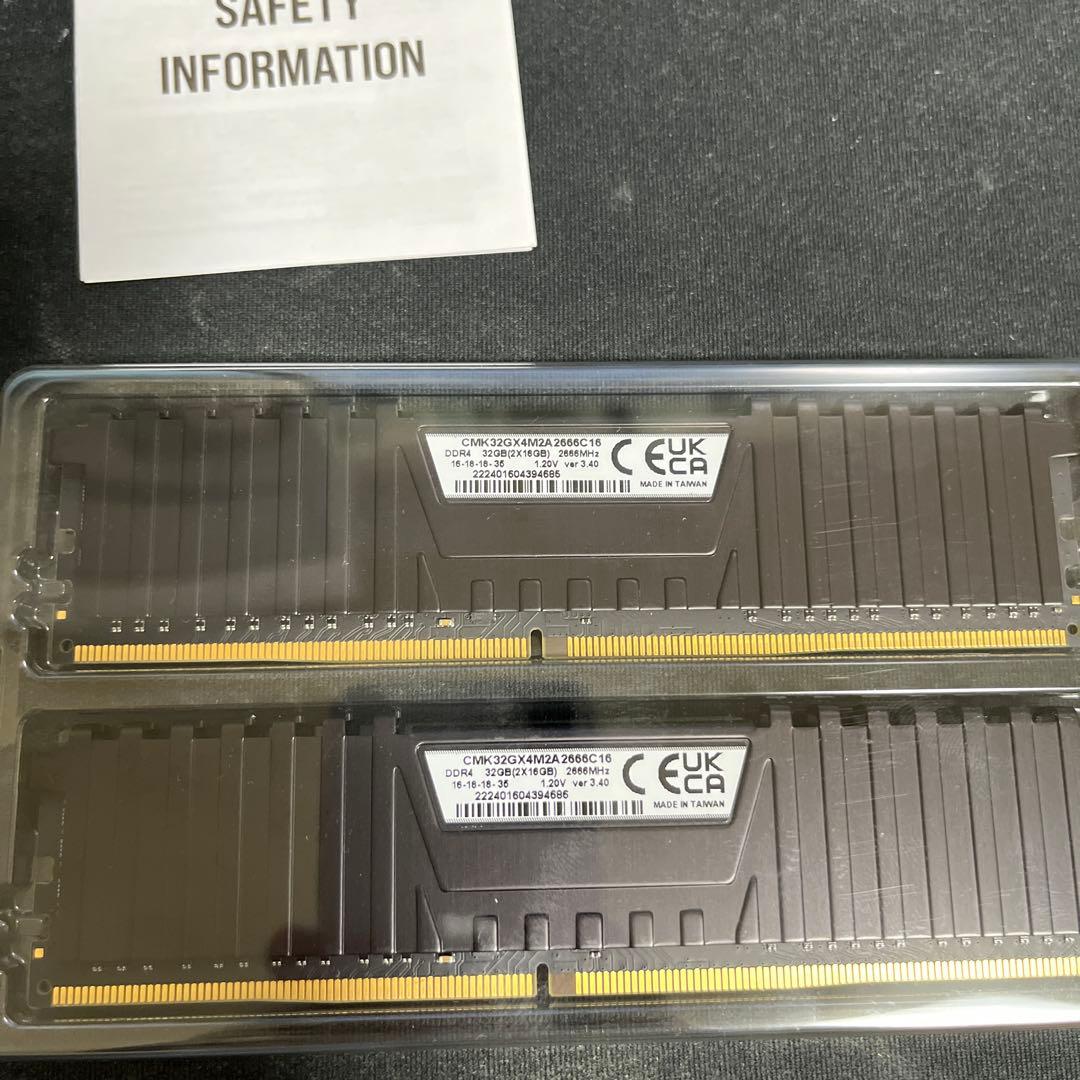 SAFETY
INFORMATION
CMK32GX4M2A2666C16
DDR4 32GB(2X16GB) 2666MHz
16-18-18-35 1.20V ver 3.40
222401604394685
CE UK
CA
MADE IN TAIWAN
CMK32GX4M2A2666C16
DDR4 32GB(2X16GB) 2666MHz
16-18-18-35 1.20V ver 3.40
222401604394686
CE UK
CA
MADE IN TAIWAN